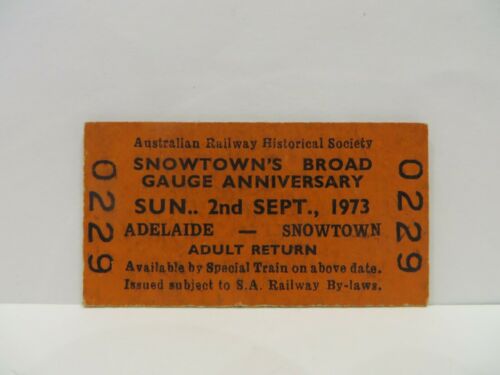 Australian Railway Historical Society
SNOWTOWN'S BROAD
GAUGE ANNIVERSARY
SUN.. 2nd SEPT., 1973
ADELAIDE — SNOWTOWN
ADULT RETURN
Available by Special Train on above date.
Issued subject to S.A. Railway By-laws.
0229
0229